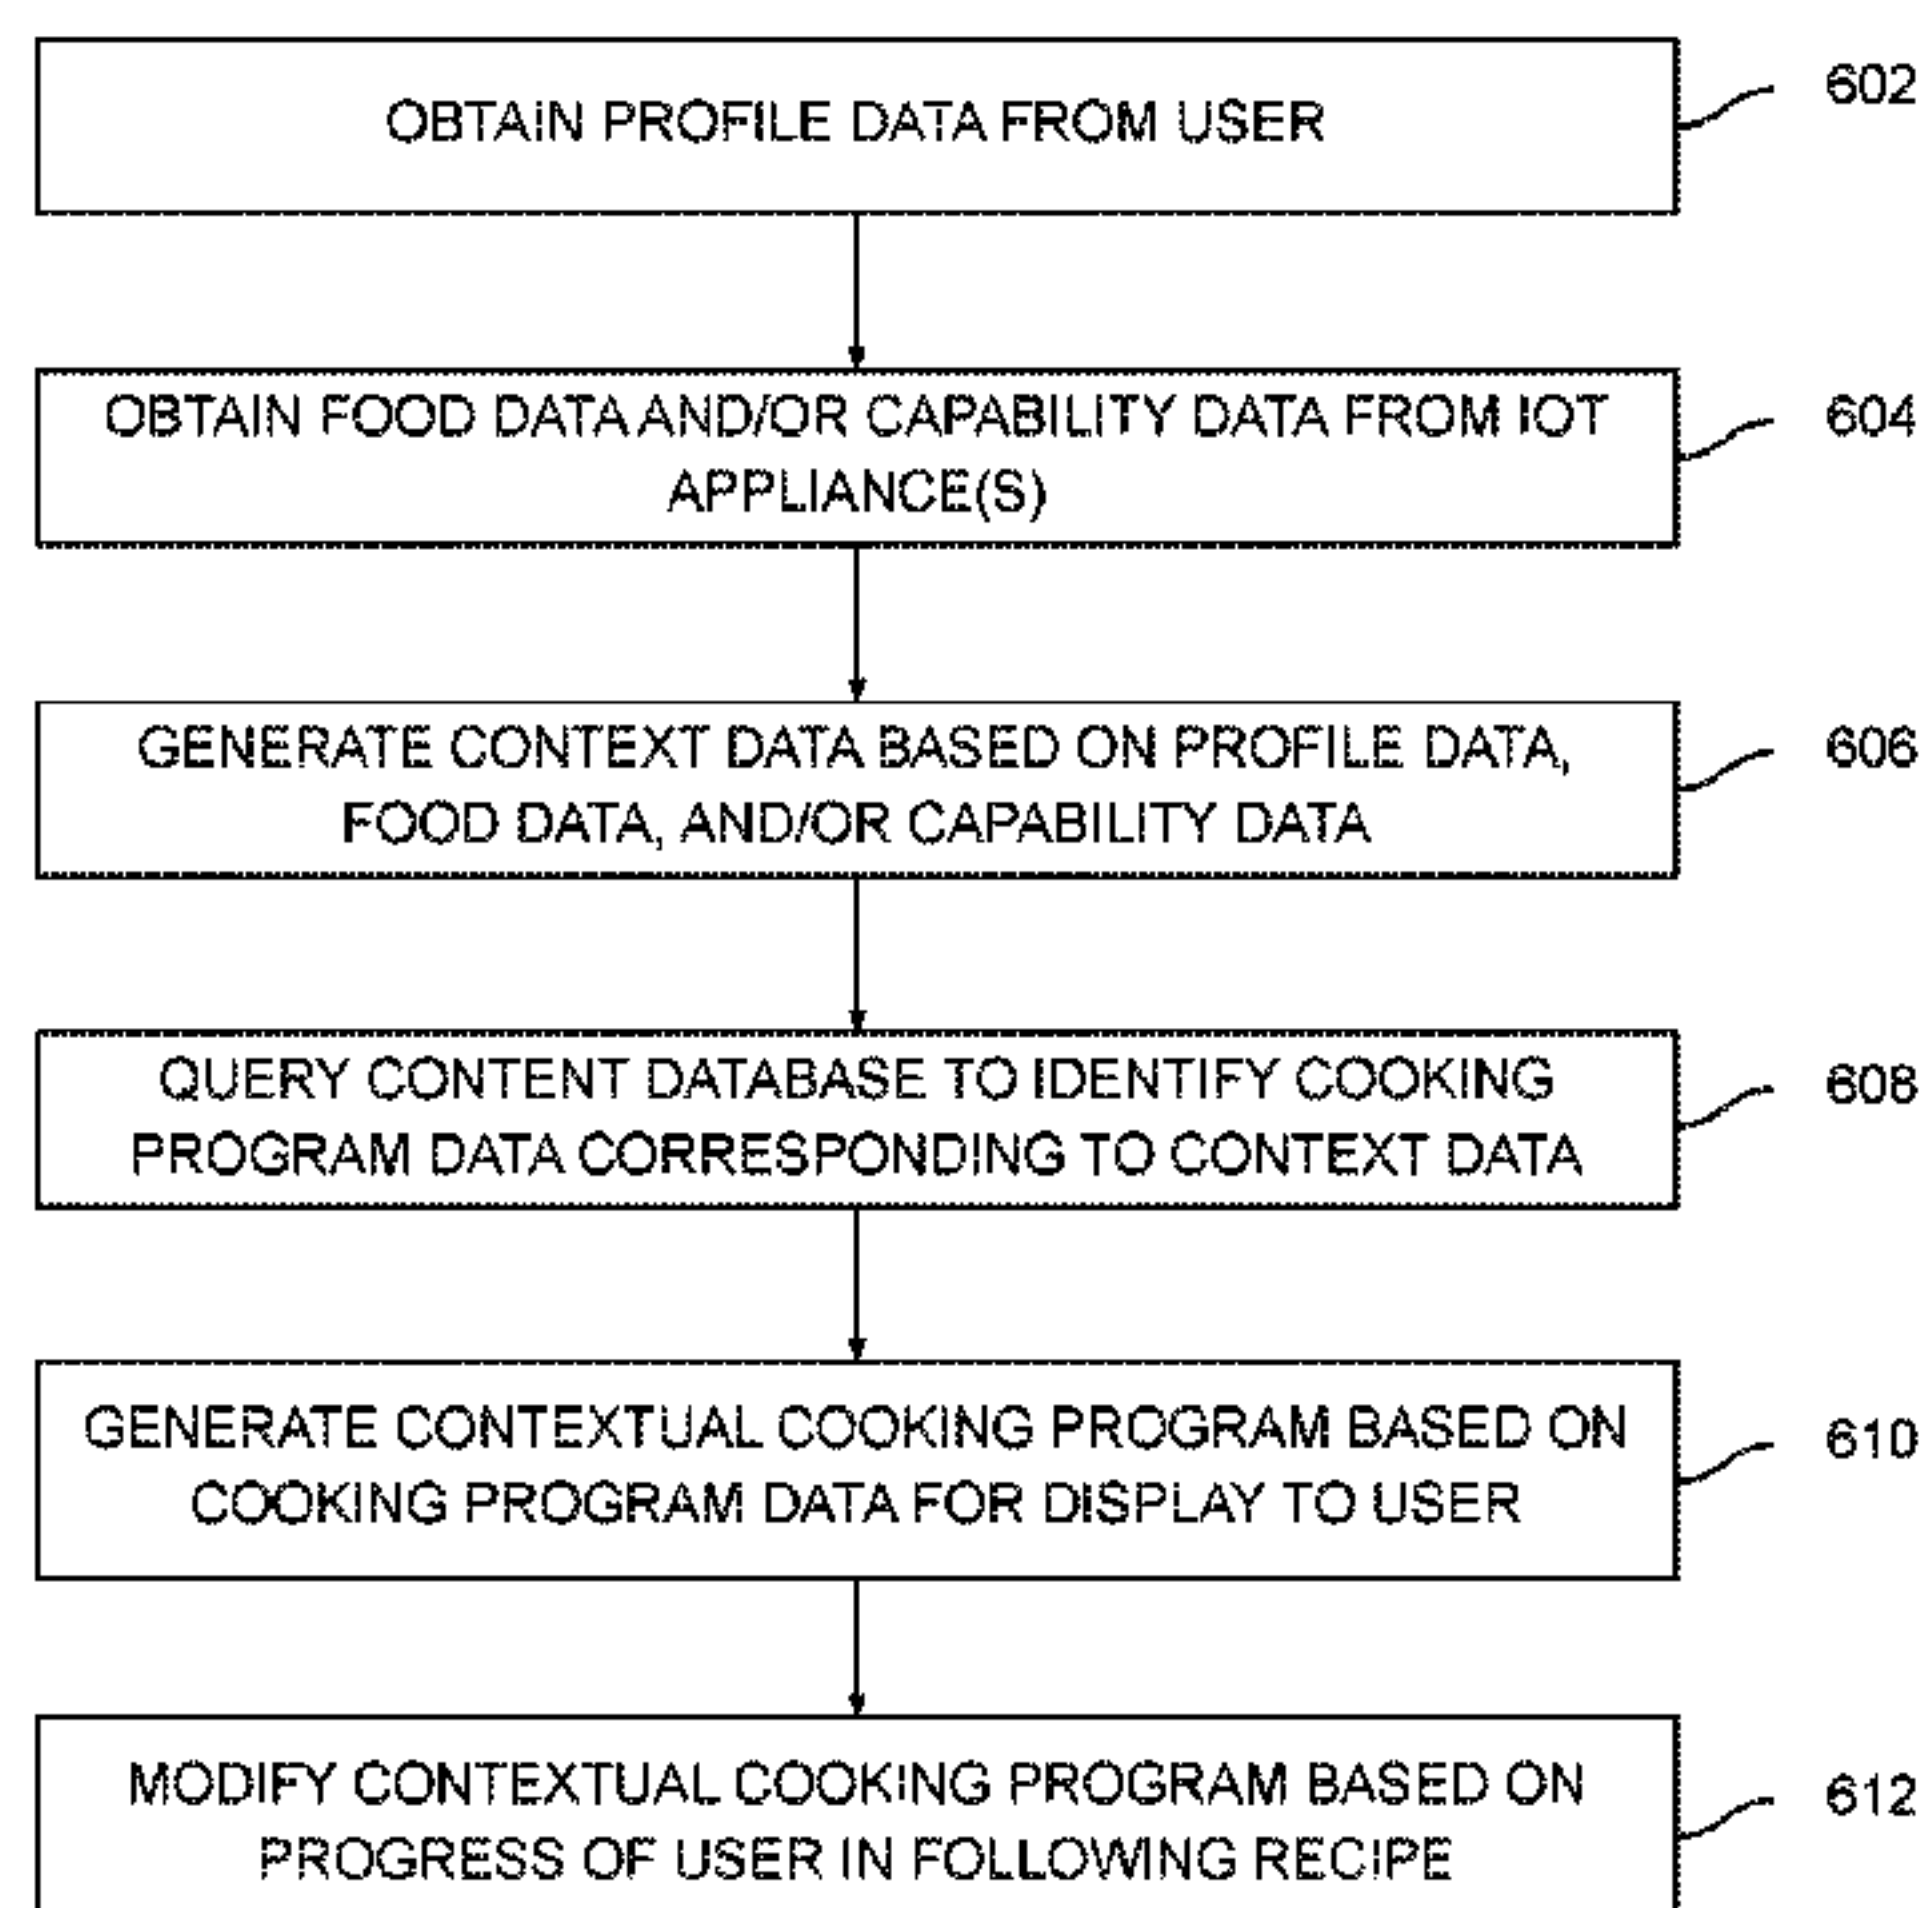 OBTAIN PROFILE DATA FROM USER
602
OBTAIN FOOD DATA AND/OR CAPABILITY DATA FROM IOT
APPLIANCE(S)
604
GENERATE CONTEXT DATA BASED ON PROFILE DATA,
FOOD DATA, AND/OR CAPABILITY DATA
606
QUERY CONTENT DATABASE TO IDENTIFY COOKING
PROGRAM DATA CORRESPONDING TO CONTEXT DATA
608
GENERATE CONTEXTUAL COOKING PROGRAM BASED ON
COOKING PROGRAM DATA FOR DISPLAY TO USER
610
MODIFY CONTEXTUAL COOKING PROGRAM BASED ON
PROGRESS OF USER IN FOLLOWING RECIPE
612